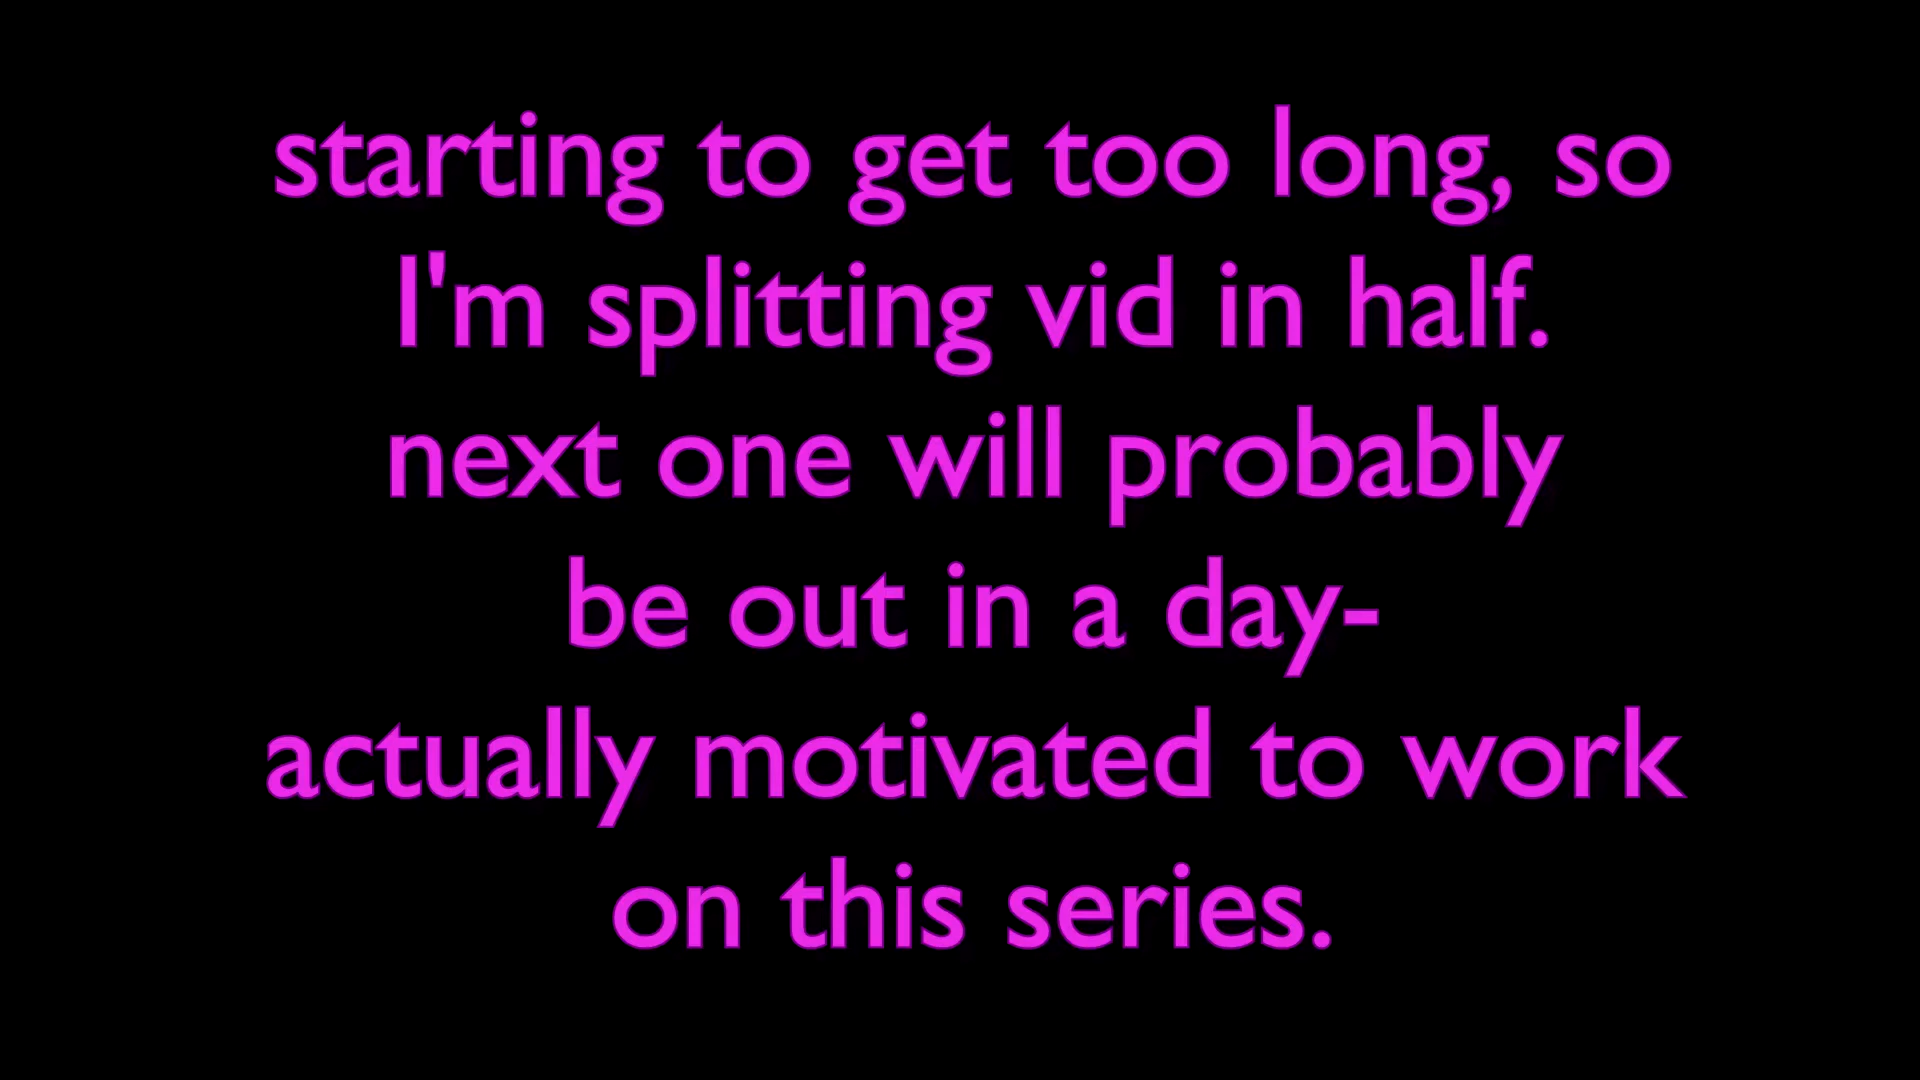 starting to get too long, so
I'm splitting vid in half.
next one will probably
be out in a day-
actually motivated to work
on this series.